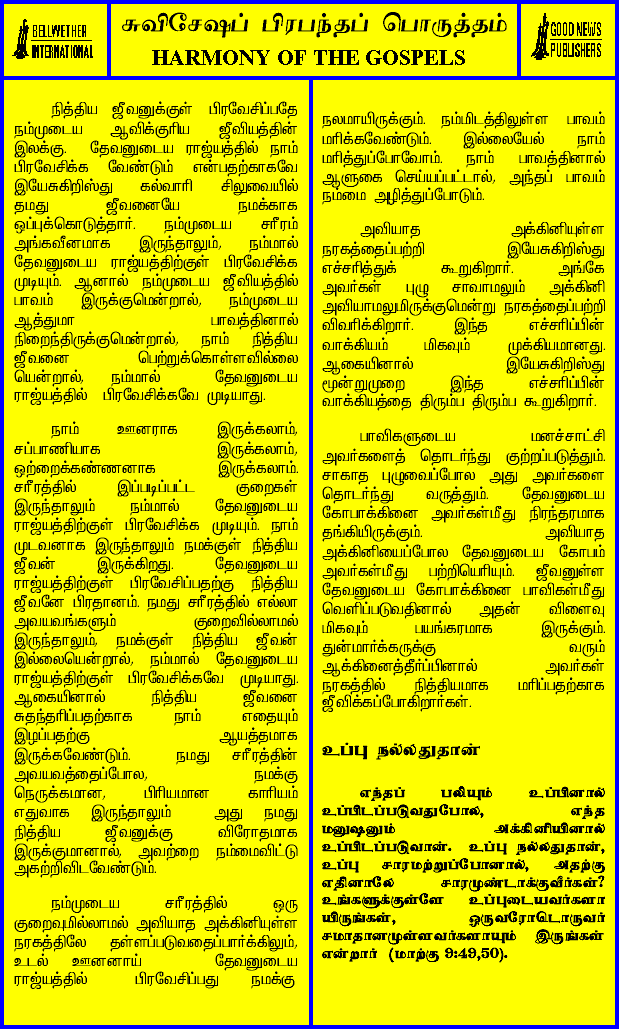 BELLWETHER
INTERNATIONAL
சுவிசேஷப் பிரபந்தப் பொருத்தம்
HARMONY OF THE GOSPELS
GOOD NEWS
PUBLISHERS
நித்திய ஜீவனுக்குள் பிரவேசிப்பதே
நம்முடைய ஆவிக்குரிய ஜீவியத்தின்
இலக்கு. தேவனுடைய ராஜ்யத்தில் நாம்
பிரவேசிக்க வேண்டும் என்பதற்காகவே
இயேசுகிறிஸ்து கல்வாரி சிலுவையில்
தமது ஜீவனையே நமக்காக
ஒப்புக்கொடுத்தார். நம்முடைய சரீரம்
அங்கவீனமாக இருந்தாலும், நம்மால்
தேவனுடைய ராஜ்யத்திற்குள் பிரவேசிக்க
முடியும். ஆனால் நம்முடைய ஜீவியத்தில்
பாவம் இருக்குமென்றால், நம்முடைய
ஆத்துமா பாவத்தினால்
நிறைந்திருக்குமென்றால், நாம் நித்திய
ஜீவனை பெற்றுக்கொள்ளவில்லை
யென்றால், நம்மால் தேவனுடைய
ராஜ்யத்தில் பிரவேசிக்கவே முடியாது.
நாம் ஊனராக இருக்கலாம்,
சப்பாணியாக இருக்கலாம்,
ஒற்றைக்கண்ணனாக இருக்கலாம்.
சரீரத்தில் இப்படிப்பட்ட குறைகள்
இருந்தாலும் நம்மால் தேவனுடைய
ராஜ்யத்திற்குள் பிரவேசிக்க முடியும். நாம்
முடவனாக இருந்தாலும் நமக்குள் நித்திய
ஜீவன் இருக்கிறது. தேவனுடைய
ராஜ்யத்திற்குள் பிரவேசிப்பதற்கு நித்திய
ஜீவனே பிரதானம். நமது சரீரத்தில் எல்லா
அவயவங்களும் குறைவில்லாமல்
இருந்தாலும், நமக்குள் நித்திய ஜீவன்
இல்லையென்றால், நம்மால் தேவனுடைய
ராஜ்யத்திற்குள் பிரவேசிக்கவே முடியாது.
ஆகையினால் நித்திய ஜீவனை
சுதந்தரிப்பதற்காக நாம் எதையும்
இழப்பதற்கு ஆயத்தமாக
இருக்கவேண்டும். நமது சரீரத்தின்
அவயவத்தைப்போல, நமக்கு
நெருக்கமான, பிரியமான காரியம்
எதுவாக இருந்தாலும் அது நமது
நித்திய ஜீவனுக்கு விரோதமாக
இருக்குமானால், அவற்றை நம்மைவிட்டு
அகற்றிவிடவேண்டும்.
நம்முடைய சரீரத்தில் ஒரு
குறைவுமில்லாமல் அவியாத அக்கினியுள்ள
நரகத்திலே தள்ளப்படுவதைப்பார்க்கிலும்,
உடல் ஊனனாய் தேவனுடைய
ராஜ்யத்தில் பிரவேசிப்பது நமக்கு
நலமாயிருக்கும். நம்மிடத்திலுள்ள பாவம்
மரிக்கவேண்டும். இல்லையேல் நாம்
மரித்துப்போவோம். நாம் பாவத்தினால்
ஆளுகை செய்யப்பட்டால், அந்தப் பாவம்
நம்மை அழித்துப்போடும்.
அவியாத அக்கினியுள்ள
நரகத்தைப்பற்றி இயேசுகிறிஸ்து
எச்சரித்துக் கூறுகிறார். அங்கே
அவர்கள் புழு சாவாமலும் அக்கினி
அவியாமலுமிருக்குமென்று நரகத்தைப்பற்றி
விவரிக்கிறார். இந்த எச்சரிப்பின்
வாக்கியம் மிகவும் முக்கியமானது.
ஆகையினால் இயேசுகிறிஸ்து
மூன்றுமுறை இந்த எச்சரிப்பின்
வாக்கியத்தை திரும்ப திரும்ப கூறுகிறார்.
பாவிகளுடைய மனச்சாட்சி
அவர்களைத் தொடர்ந்து குற்றப்படுத்தும்.
சாகாத புழுவைப்போல அது அவர்களை
தொடர்ந்து வருத்தும். தேவனுடைய
கோபாக்கினை அவர்கள்மீது நிரந்தரமாக
தங்கியிருக்கும். அவியாத
அக்கினியைப்போல தேவனுடைய கோபம்
அவர்கள்மீது பற்றியெரியும். ஜீவனுள்ள
தேவனுடைய கோபாக்கினை பாவிகள்மீது
வெளிப்படுவதினால் அதன் விளைவு
மிகவும் பயங்கரமாக இருக்கும்.
துன்மார்க்கருக்கு வரும்
ஆக்கினைத்தீர்ப்பினால் அவர்கள்
நரகத்தில் நித்தியமாக மரிப்பதற்காக
ஜீவிக்கப்போகிறார்கள்.
உப்பு நல்லதுதான்
எந்தப் பலியும் உப்பினால்
உப்பிடப்படுவதுபோல, எந்த
மனுஷனும் அக்கினியினால்
உப்பிடப்படுவான். உப்பு நல்லதுதான்,
உப்பு சாரமற்றுப்போனால், அதற்கு
எதினாலே சாரமுண்டாக்குவீர்கள்?
உங்களுக்குள்ளே உப்புடையவர்களா
யிருங்கள், ஒருவரோடொருவர்
சமாதானமுள்ளவர்களாயும் இருங்கள்
என்றார் (மாற்கு 9:49,50).